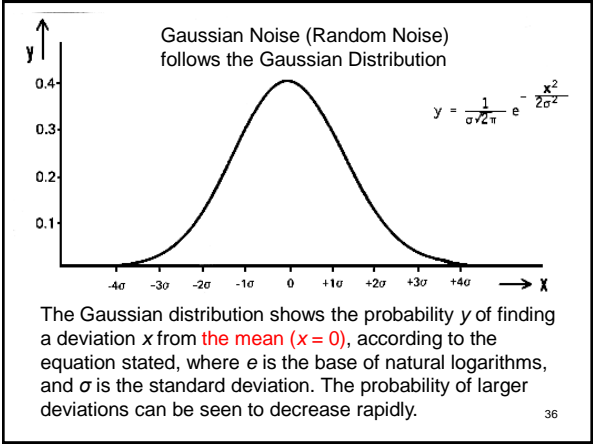 Gaussian Noise (Random Noise)
follows the Gaussian Distribution
y
0.4
0.3
0.2
0.1
y = 1/(σ√2π) e^(-x²/2σ²)
-4σ -3σ -2σ -1σ 0 +1σ +2σ +3σ +4σ x
The Gaussian distribution shows the probability y of finding
a deviation x from the mean (x = 0), according to the
equation stated, where e is the base of natural logarithms,
and σ is the standard deviation. The probability of larger
deviations can be seen to decrease rapidly.
36